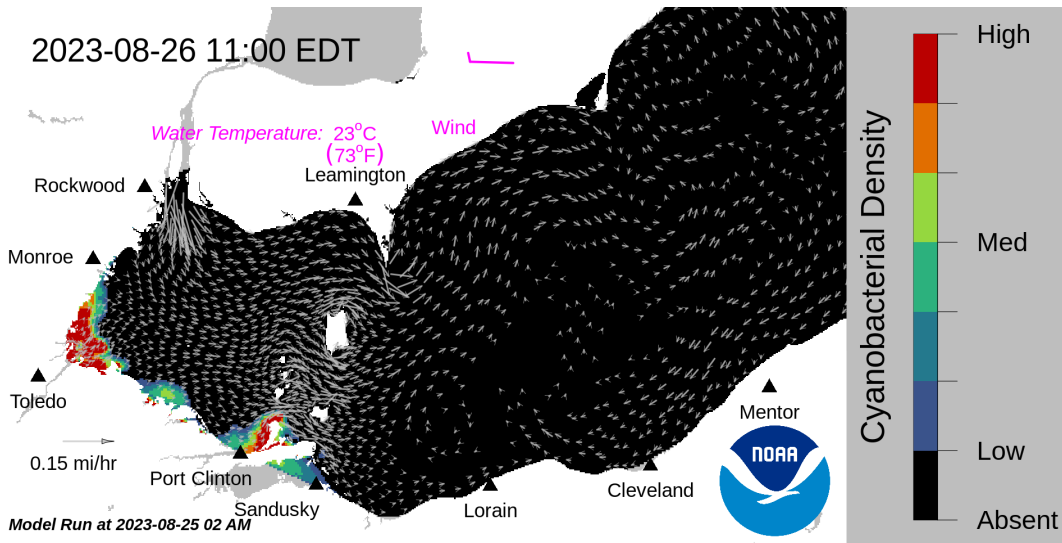 2023-08-26 11:00 EDT
High
Cyanobacterial Density
Wind
Water Temperature: 23°C
(73°F)
Leamington
Rockwood
Monroe
Med
Toledo
Mentor
NOAA
0.15 mi/hr
Low
Port Clinton
Cleveland
Sandusky
Lorain
Model Run at 2023-08-25 02 AM
Absent